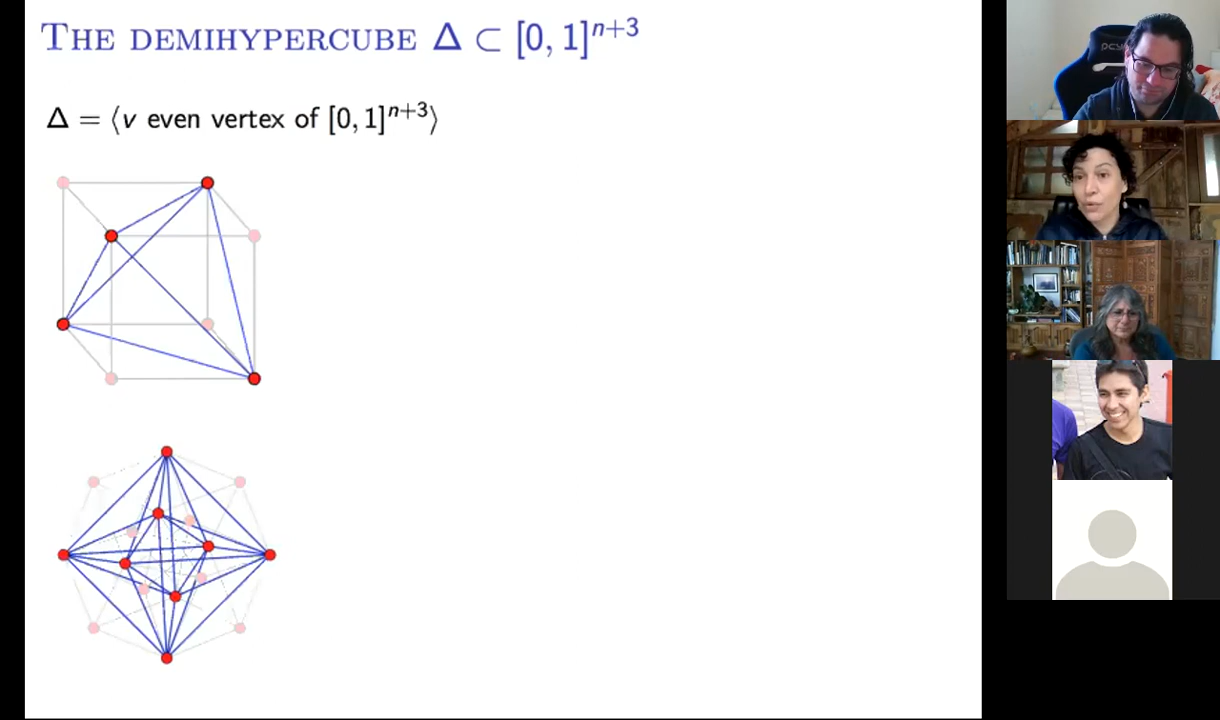 THE DEMIHYPERCUBE Δ ⊂ [0, 1]ⁿ⁺³
Δ = ⟨v even vertex of [0, 1]ⁿ⁺³⟩